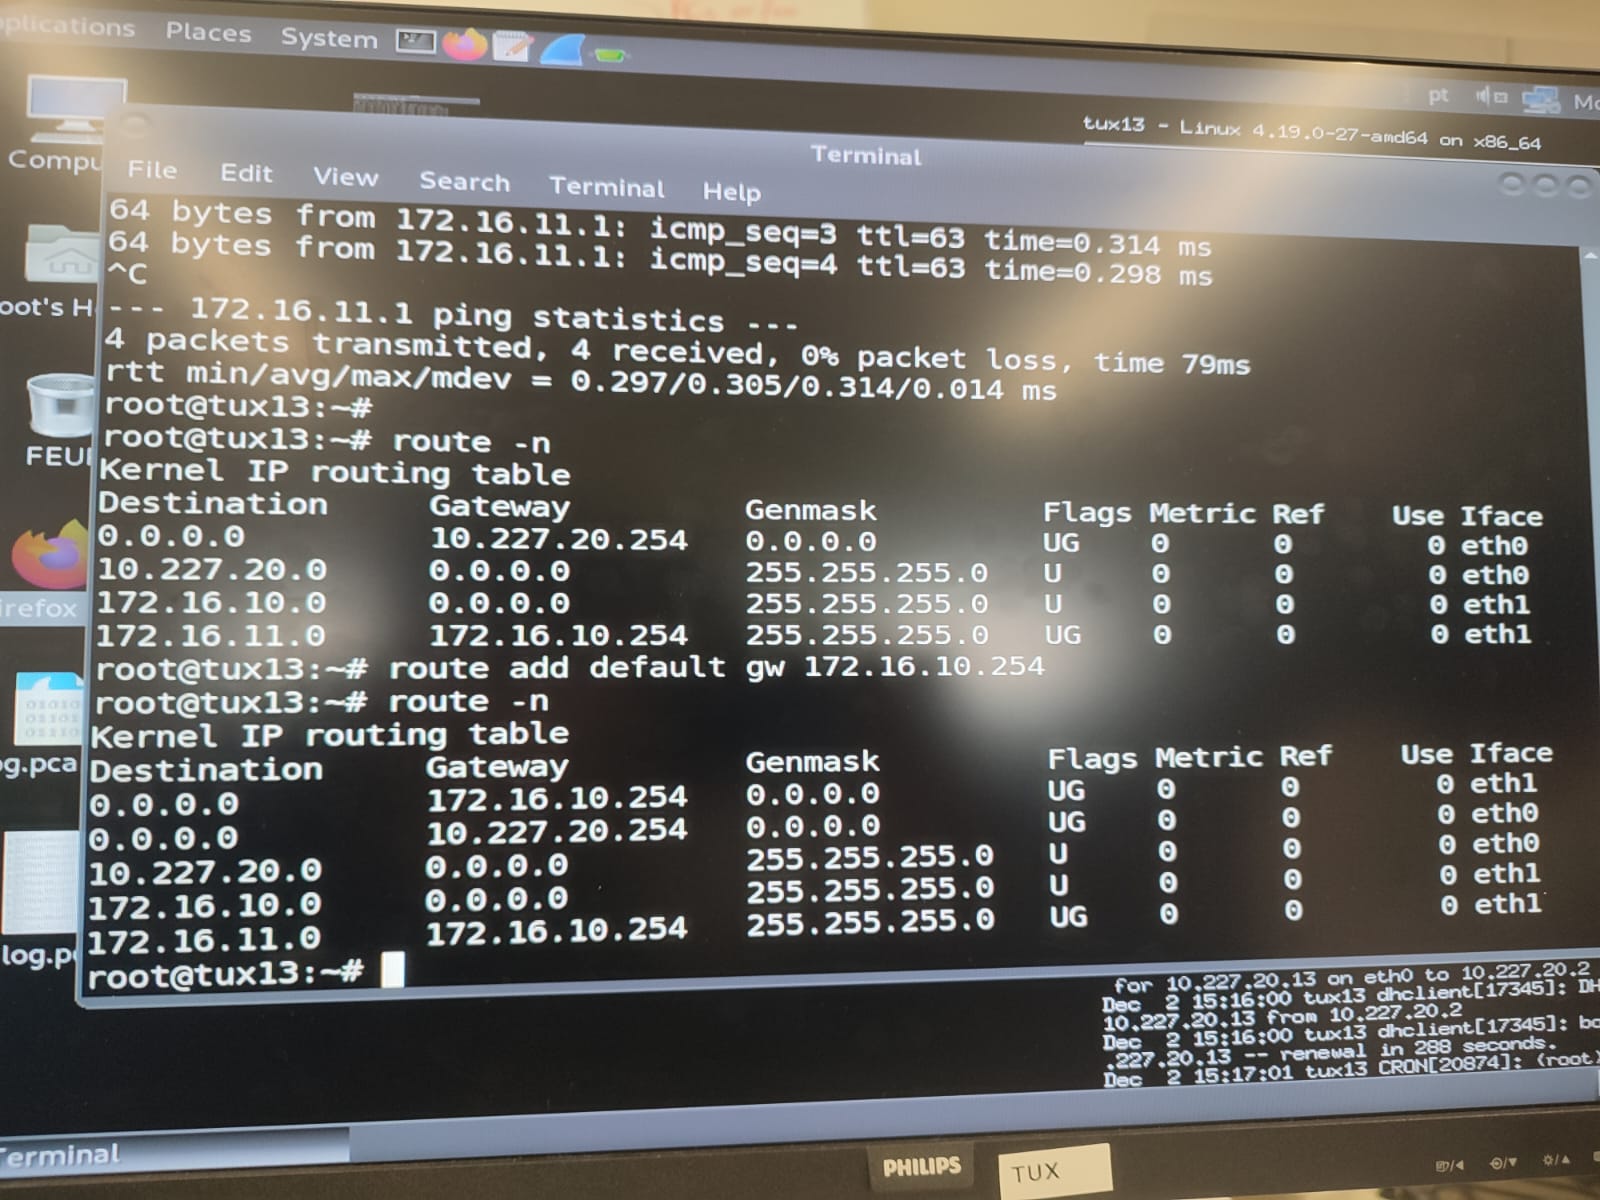 Places System
pt
tux13 - Linux 4.19.0-27-amd64 on x86_64
Terminal
File Edit View Search Terminal Help
64 bytes from 172.16.11.1: icmp_seq=3 ttl=63 time=0.314 ms
64 bytes from 172.16.11.1: icmp_seq=4 ttl=63 time=0.298 ms
^C
--- 172.16.11.1 ping statistics ---
4 packets transmitted, 4 received, 0% packet loss, time 79ms
rtt min/avg/max/mdev = 0.297/0.305/0.314/0.014 ms
root@tux13:~#
root@tux13:~# route -n
Kernel IP routing table
Destination Gateway Genmask Flags Metric Ref Use Iface
0.0.0.0 10.227.20.254 0.0.0.0 UG 0 0 0 eth0
10.227.20.0 0.0.0.0 255.255.255.0 U 0 0 0 eth0
172.16.10.0 0.0.0.0 255.255.255.0 U 0 0 0 eth1
172.16.11.0 172.16.10.254 255.255.255.0 UG 0 0 0 eth1
root@tux13:~# route add default gw 172.16.10.254
root@tux13:~# route -n
Kernel IP routing table
Destination Gateway Genmask Flags Metric Ref Use Iface
0.0.0.0 172.16.10.254 0.0.0.0 UG 0 0 0 eth1
0.0.0.0 10.227.20.254 0.0.0.0 UG 0 0 0 eth0
10.227.20.0 0.0.0.0 255.255.255.0 U 0 0 0 eth0
172.16.10.0 0.0.0.0 255.255.255.0 U 0 0 0 eth1
172.16.11.0 172.16.10.254 255.255.255.0 UG 0 0 0 eth1
root@tux13:~#
Compu
oot's H
FEU
irefox
og.pca
log.p
for 10.227.20.13 on eth0 to 10.227.20.2
Dec 2 15:16:00 tux13 dhclient[17345]: DH
10.227.20.13 from 10.227.20.2
Dec 2 15:16:00 tux13 dhclient[17345]: bo
.227.20.13 -- renewal in 288 seconds.
Dec 2 15:17:01 tux13 CRON[20874]: (root)
Terminal
PHILIPS
TUX